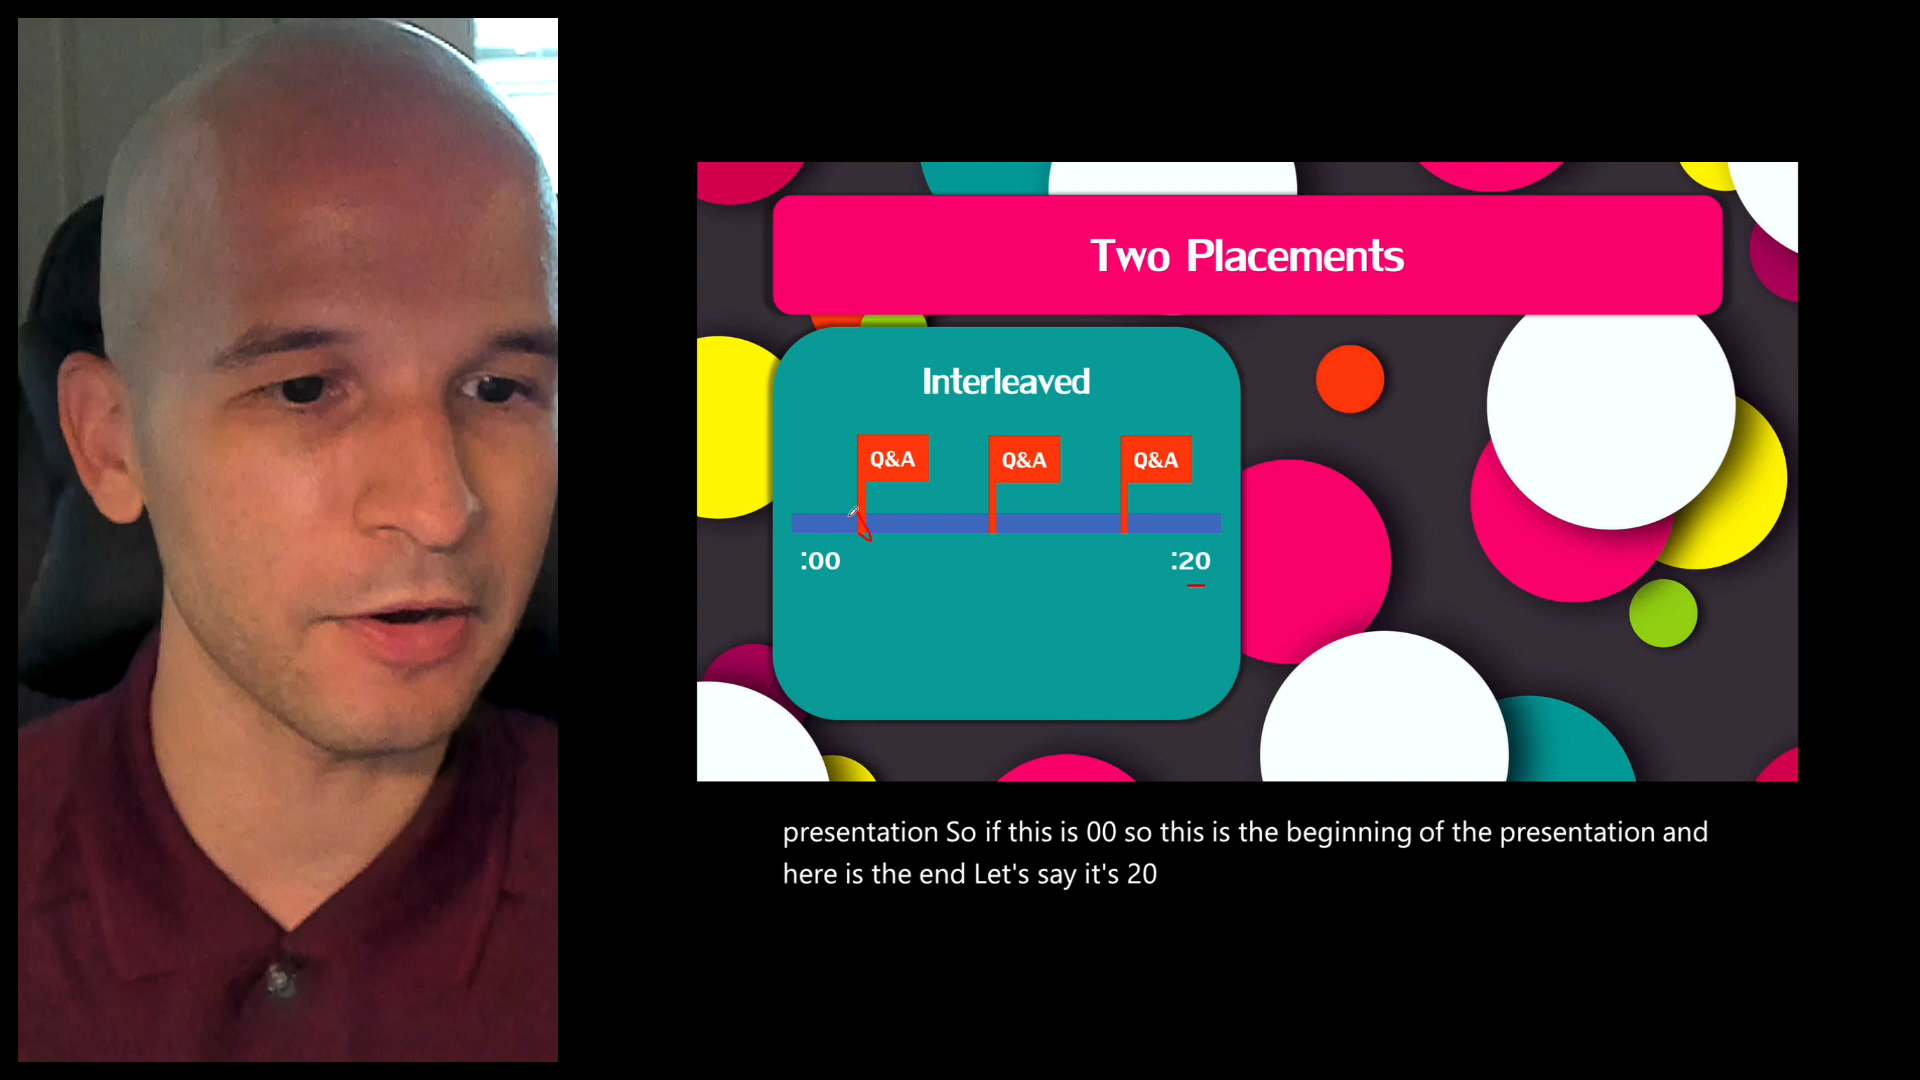 Two Placements
Interleaved
Q&A Q&A Q&A
:00 :20
presentation So if this is 00 so this is the beginning of the presentation and
here is the end Let's say it's 20